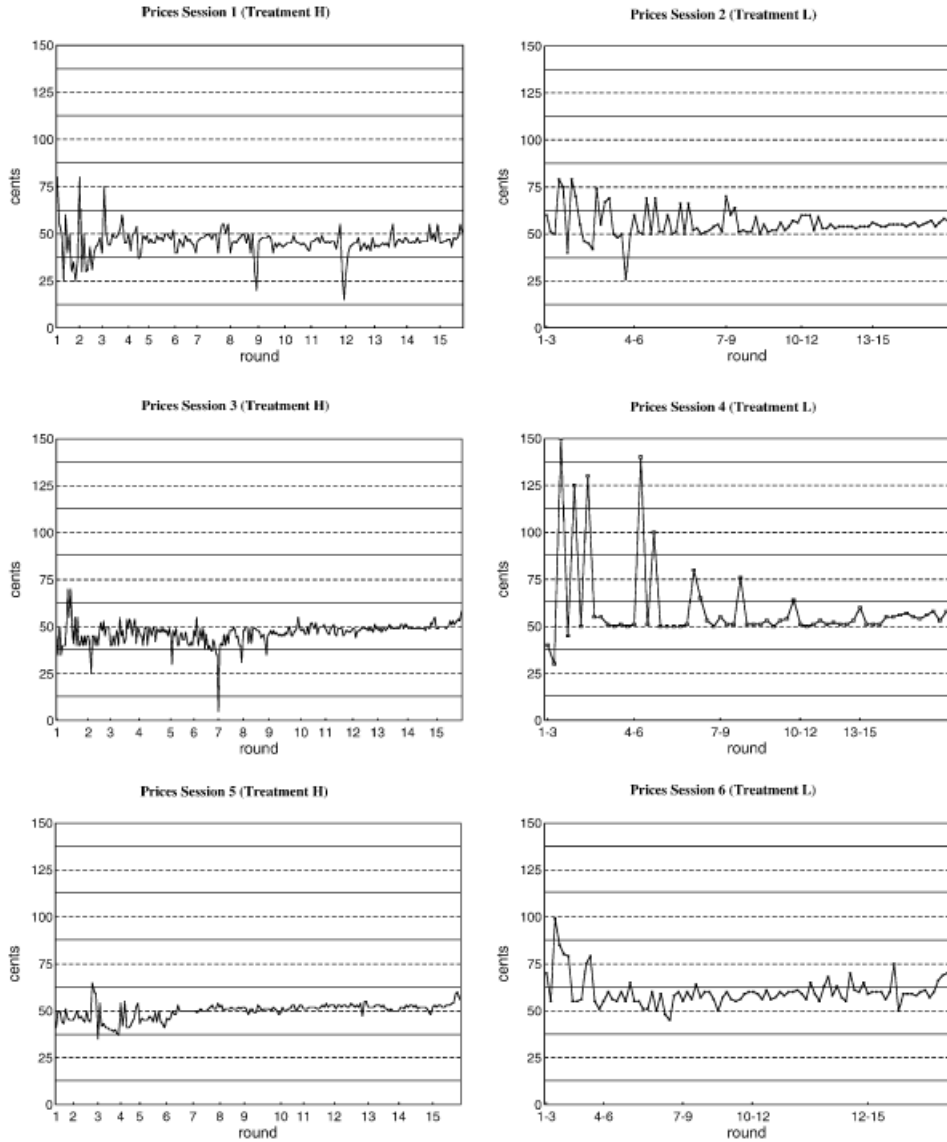 Prices Session 1 (Treatment H)
150
125
100
75
50
25
0
cents
1 2 3 4 5 6 7 8 9 10 11 12 14 15
round
Prices Session 2 (Treatment L)
150
125
100
75
50
25
0
cents
1-3 4-6 7-9 10-12 13-15
round
Prices Session 3 (Treatment H)
150
125
100
75
50
25
0
cents
1 2 3 4 5 6 7 8 9 10 11 12 13 14 15
round
Prices Session 4 (Treatment L)
150
125
100
75
50
25
0
cents
1-3 4-6 7-9 10-12 13-15
round
Prices Session 5 (Treatment H)
150
125
100
75
50
25
0
cents
1 2 3 4 5 6 7 8 9 10 11 12 13 14 15
round
Prices Session 6 (Treatment L)
150
125
100
75
50
25
0
cents
1-3 4-6 7-9 10-12 12-15
round